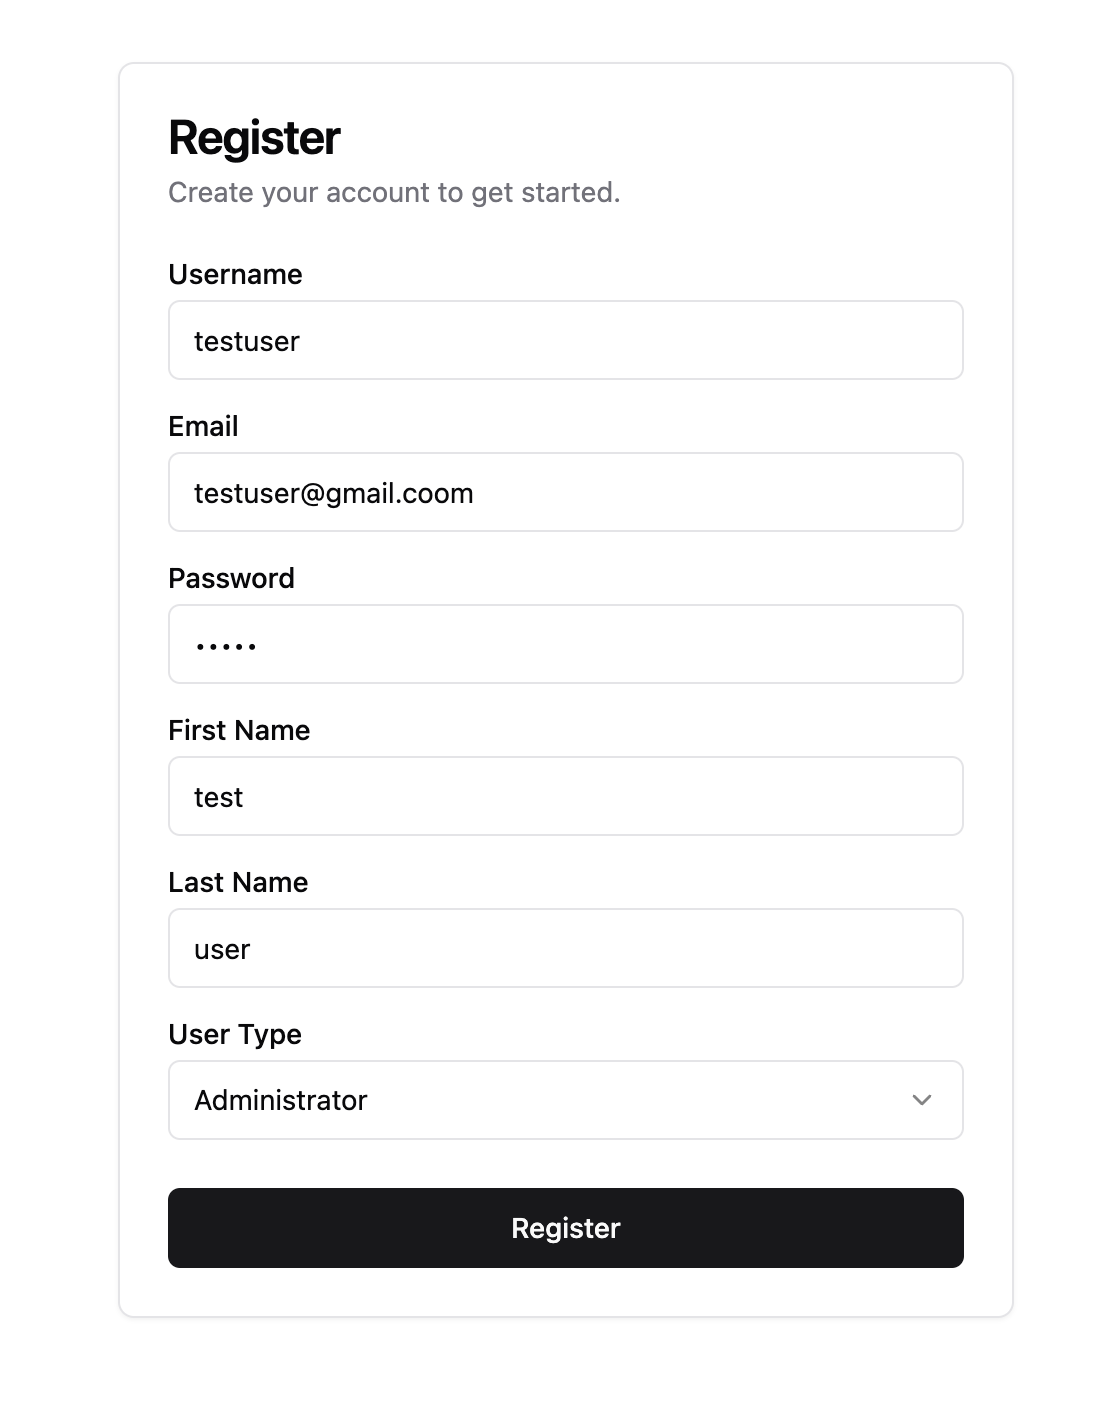 Register
Create your account to get started.
Username
testuser
Email
testuser@gmail.coom
Password
•••••
First Name
test
Last Name
user
User Type
Administrator
Register